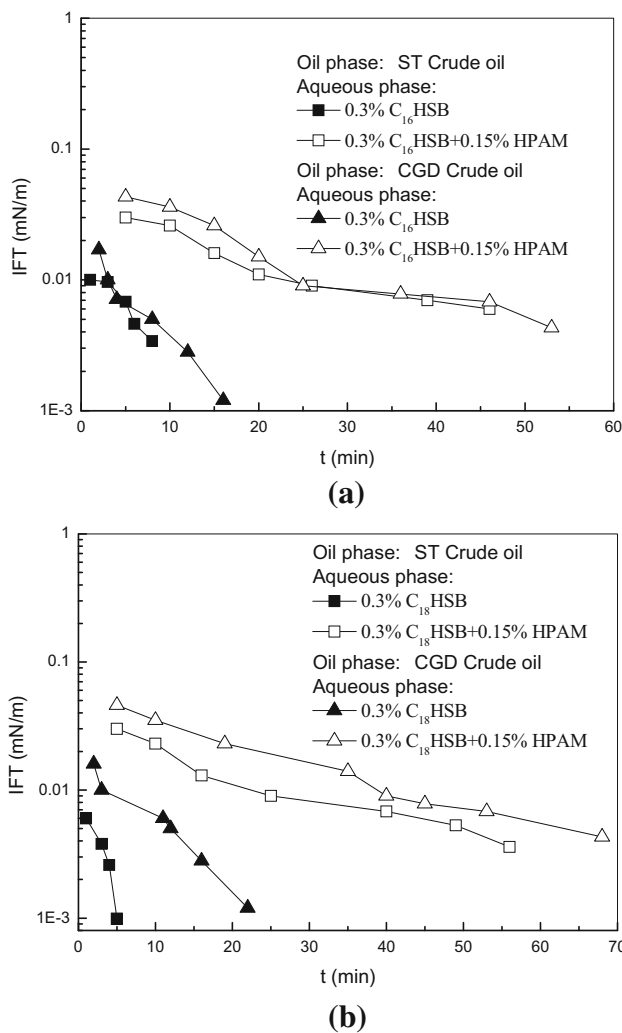 1
Oil phase: ST Crude oil
Aqueous phase:
0.3% C₁₆HSB
0.3% C₁₆HSB+0.15% HPAM
Oil phase: CGD Crude oil
Aqueous phase:
0.3% C₁₆HSB
0.3% C₁₆HSB+0.15% HPAM
0.1
0.01
1E-3
IFT (mN/m)
0 10 20 30 40 50 60
t (min)
(a)
1
Oil phase: ST Crude oil
Aqueous phase:
0.3% C₁₈HSB
0.3% C₁₈HSB+0.15% HPAM
Oil phase: CGD Crude oil
Aqueous phase:
0.3% C₁₈HSB
0.3% C₁₈HSB+0.15% HPAM
0.1
0.01
1E-3
IFT (mN/m)
0 10 20 30 40 50 60 70
t (min)
(b)